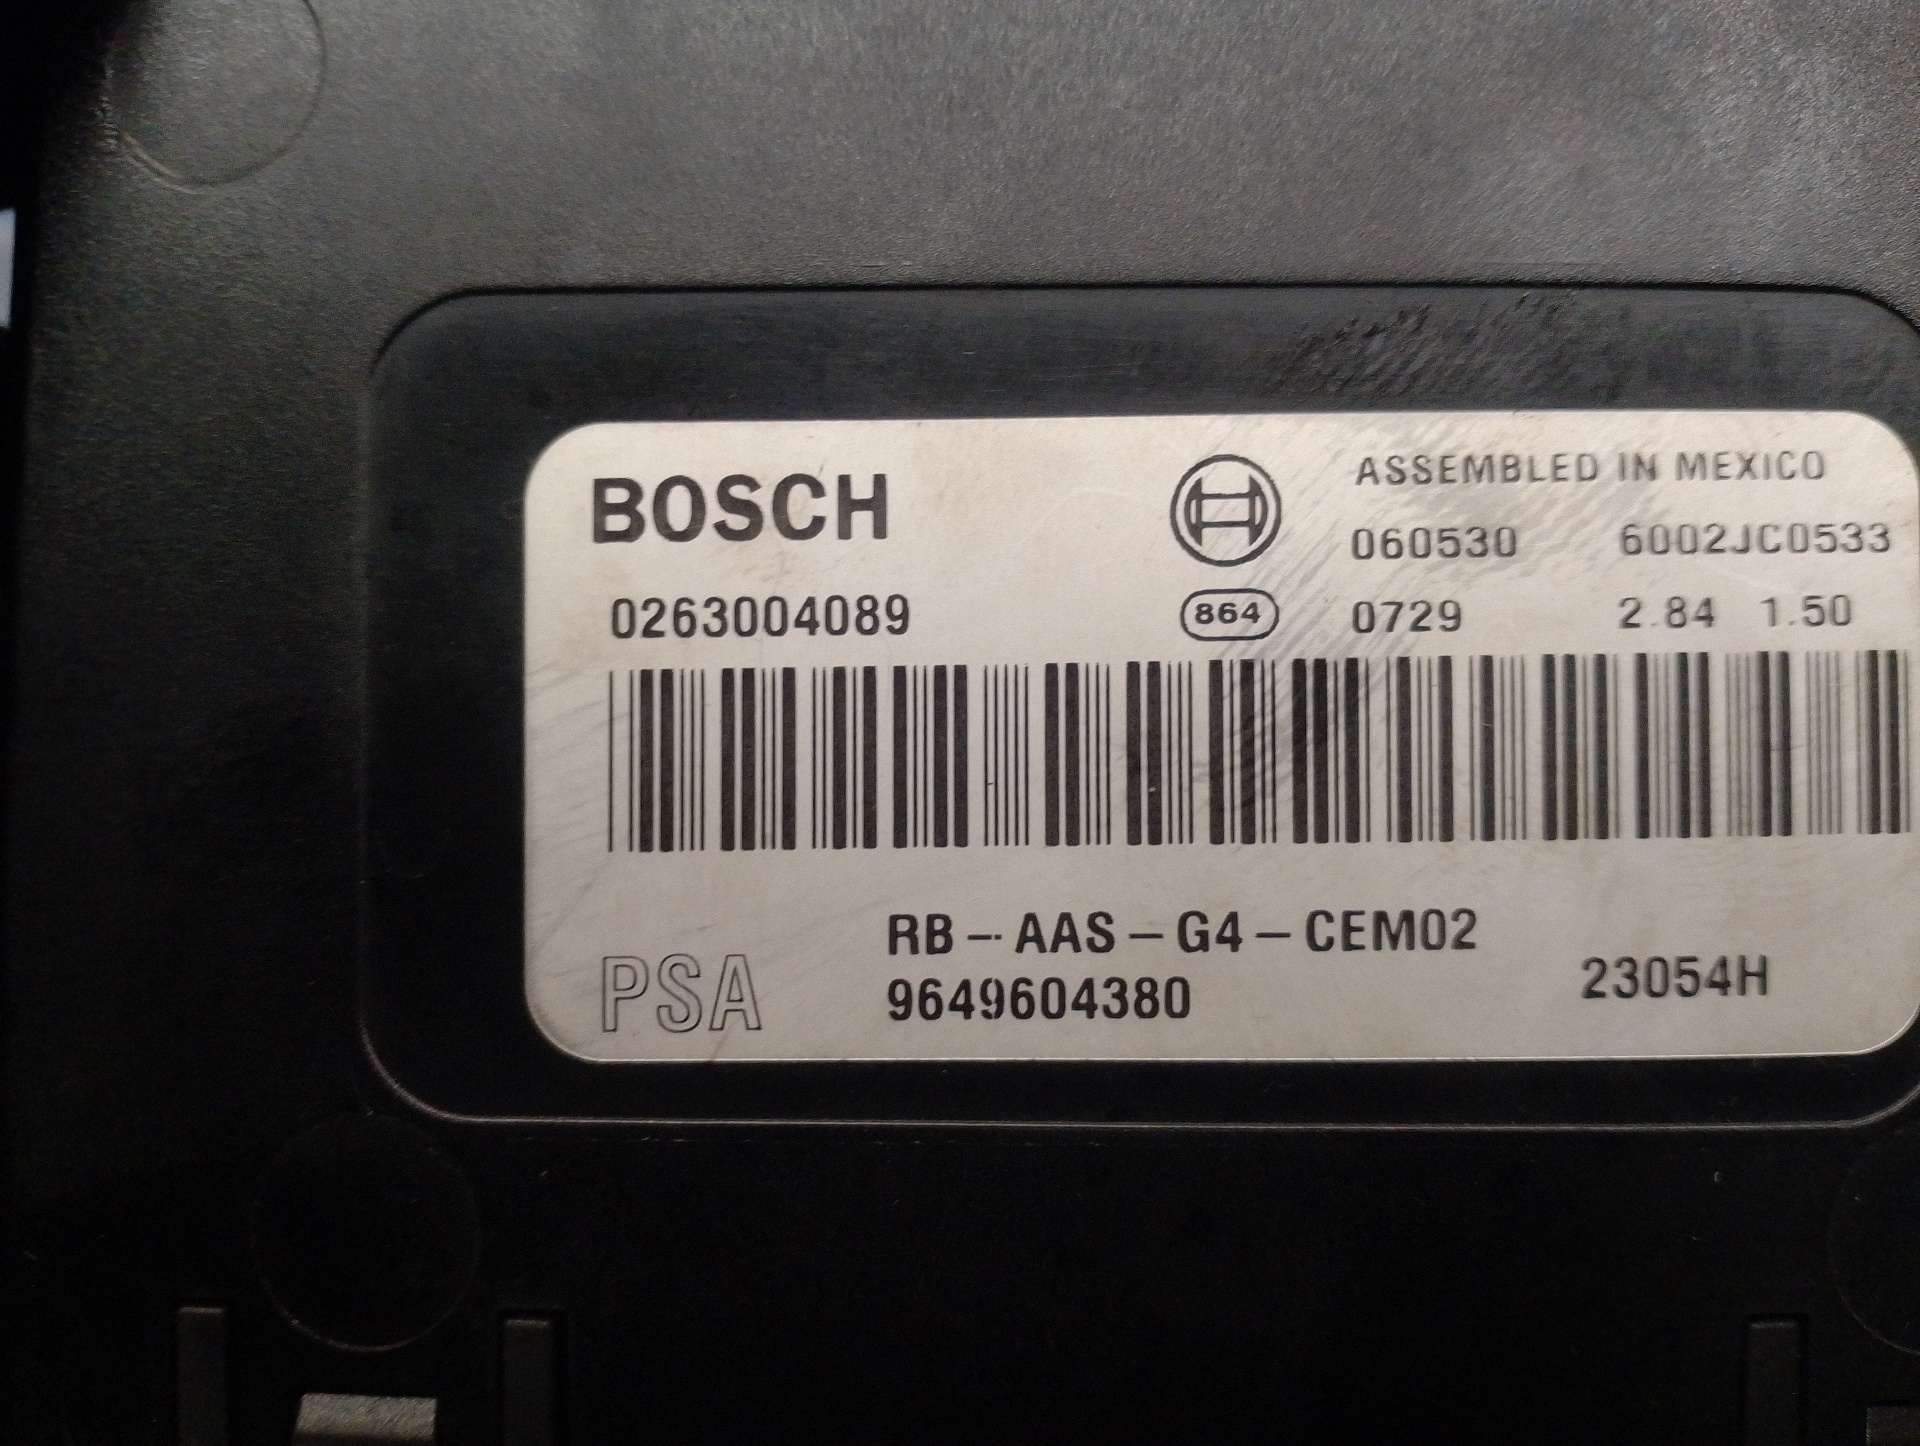 BOSCH
ASSEMBLED IN MEXICO
060530 6002JC0533
0263004089 864 0729 2.84 1.50
RB-AAS-G4-CEM02
PSA 9649604380 23054H